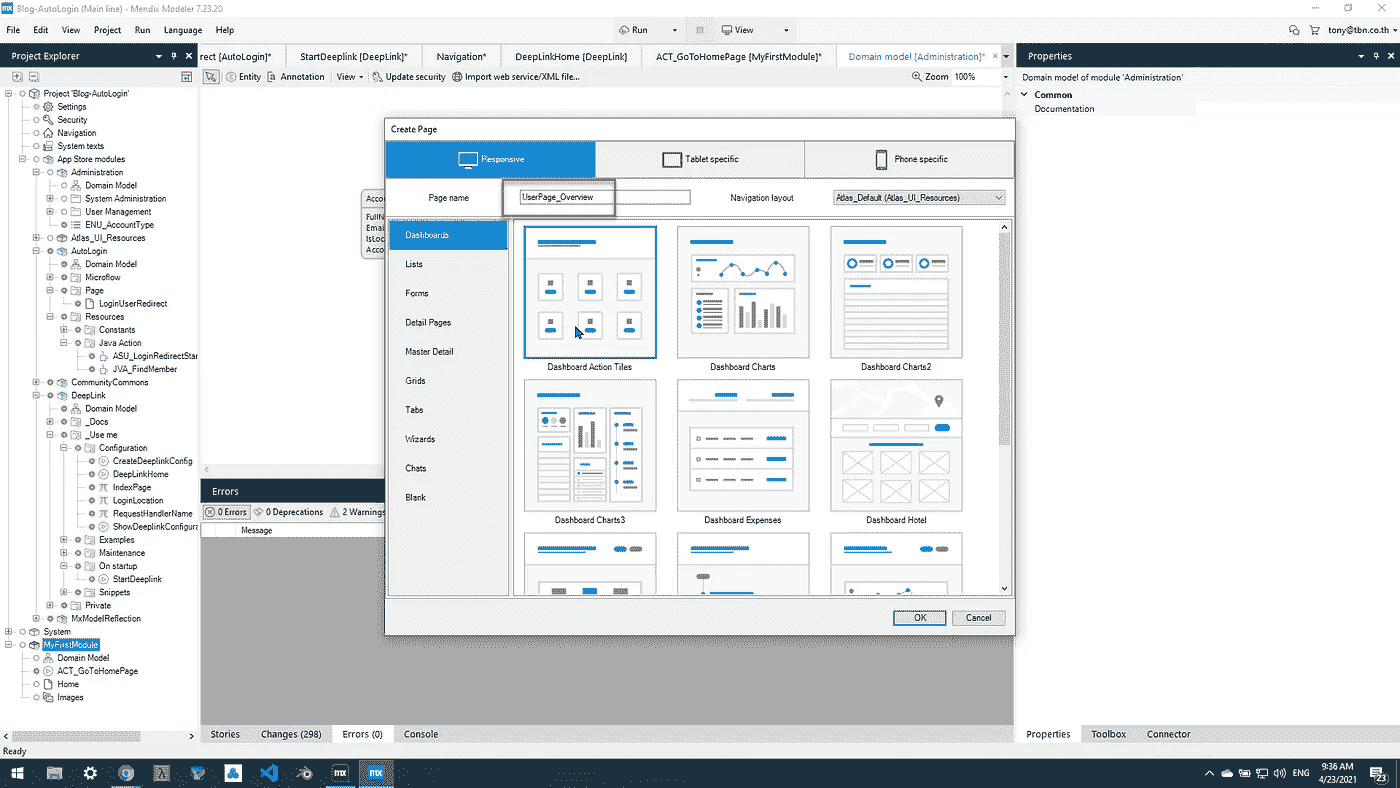 Blog-AutoLogin (Main line) - Mendix Modeler 7.23.20
File Edit View Project Run Language Help
Run View
tony@tbn.co.th
Project Explorer
rect [AutoLogin]* StartDeeplink [DeepLink]* Navigation* DeepLinkHome [DeepLink] ACT_GoToHomePage [MyFirstModule]* Domain model [Administration]*
Properties
Entity Annotation View Update security Import web service/XML file... Zoom 100%
Domain model of module 'Administration'
Common
Documentation
Project 'Blog-AutoLogin'
Settings
Security
Navigation
System texts
App Store modules
Administration
Domain Model
System Administration
User Management
ENU_AccountType
Atlas_UI_Resources
AutoLogin
Domain Model
Microflow
Page
LoginUserRedirect
Resources
Constants
Java Action
ASU_LoginRedirectStar
JVA_FindMember
CommunityCommons
DeepLink
Domain Model
_Docs
_Use me
Configuration
CreateDeeplinkConfig
DeepLinkHome
IndexPage
LoginLocation
RequestHandlerName
ShowDeeplinkConfigura
Examples
Maintenance
On startup
StartDeeplink
Snippets
Private
MxModelReflection
System
MyFirstModule
Domain Model
ACT_GoToHomePage
Home
Images
Accou
FullN
Emai
IsLoc
Acco
Create Page
Responsive Tablet specific Phone specific
Page name UserPage_Overview Navigation layout Atlas_Default (Atlas_UI_Resources)
Dashboards
Lists
Forms
Detail Pages
Master Detail
Grids
Tabs
Wizards
Chats
Blank
Dashboard Action Tiles Dashboard Charts Dashboard Charts2
Dashboard Charts3 Dashboard Expenses Dashboard Hotel
OK Cancel
Errors
0 Errors 0 Deprecations 2 Warnings
Message
Stories Changes (298) Errors (0) Console
Properties Toolbox Connector
Ready
mx mx
ENG
9:36 AM
4/23/2021
23